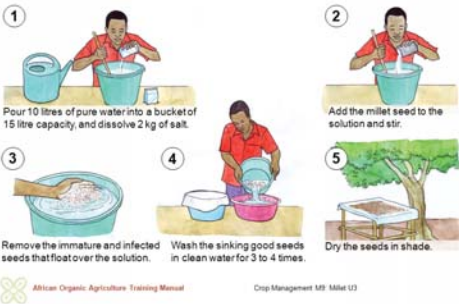 1
Pour 10 litres of pure water into a bucket of
15 litre capacity, and dissolve 2 kg of salt.
2
Add the millet seed to the
solution and stir.
3
Remove the immature and infected
seeds that float over the solution.
4
Wash the sinking good seeds
in clean water for 3 to 4 times.
5
Dry the seeds in shade.
African Organic Agriculture Training Manual
Crop Management M9 Millet U3